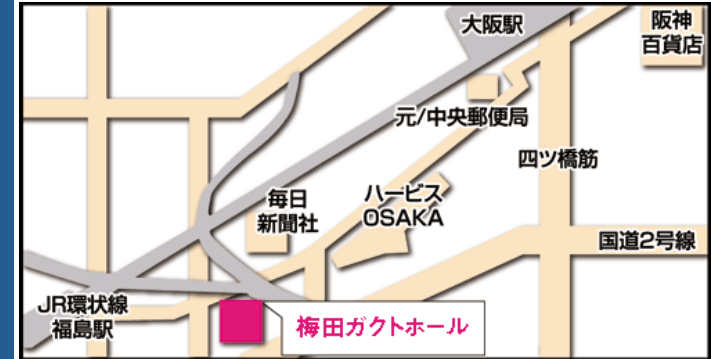 大阪駅
阪神
百貨店
元/中央郵便局
四ツ橋筋
毎日
新聞社
ハービス
OSAKA
国道2号線
JR環状線
福島駅
梅田ガクトホール